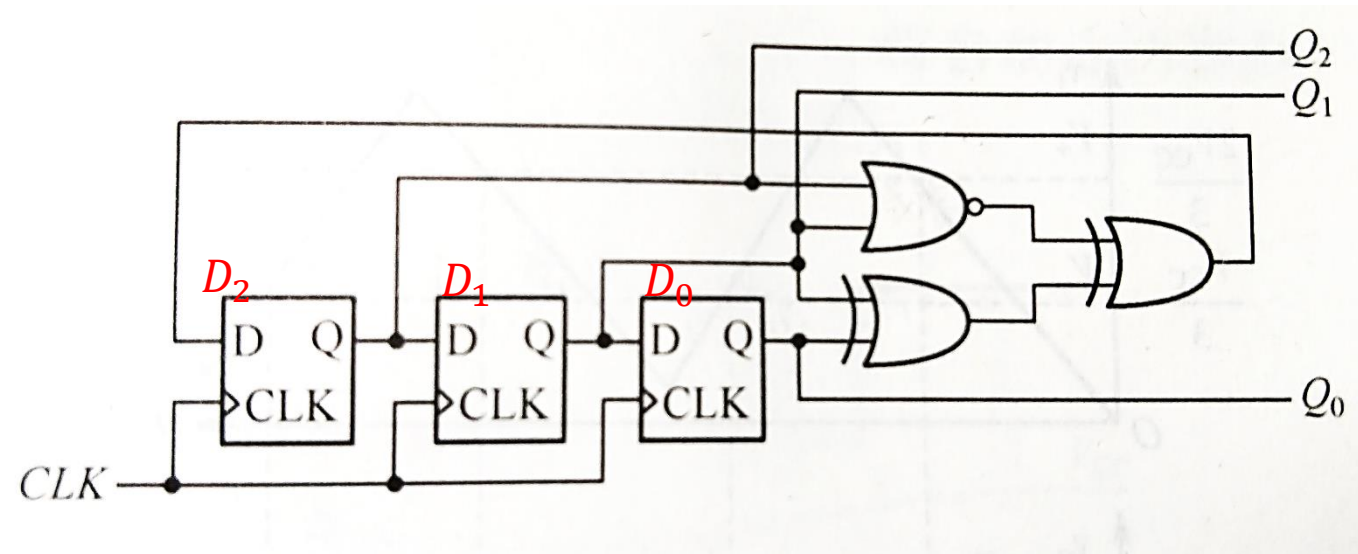 Q₂
Q₁
D₂ D₁ D₀
D Q D Q D Q
CLK CLK CLK
Q₀
CLK